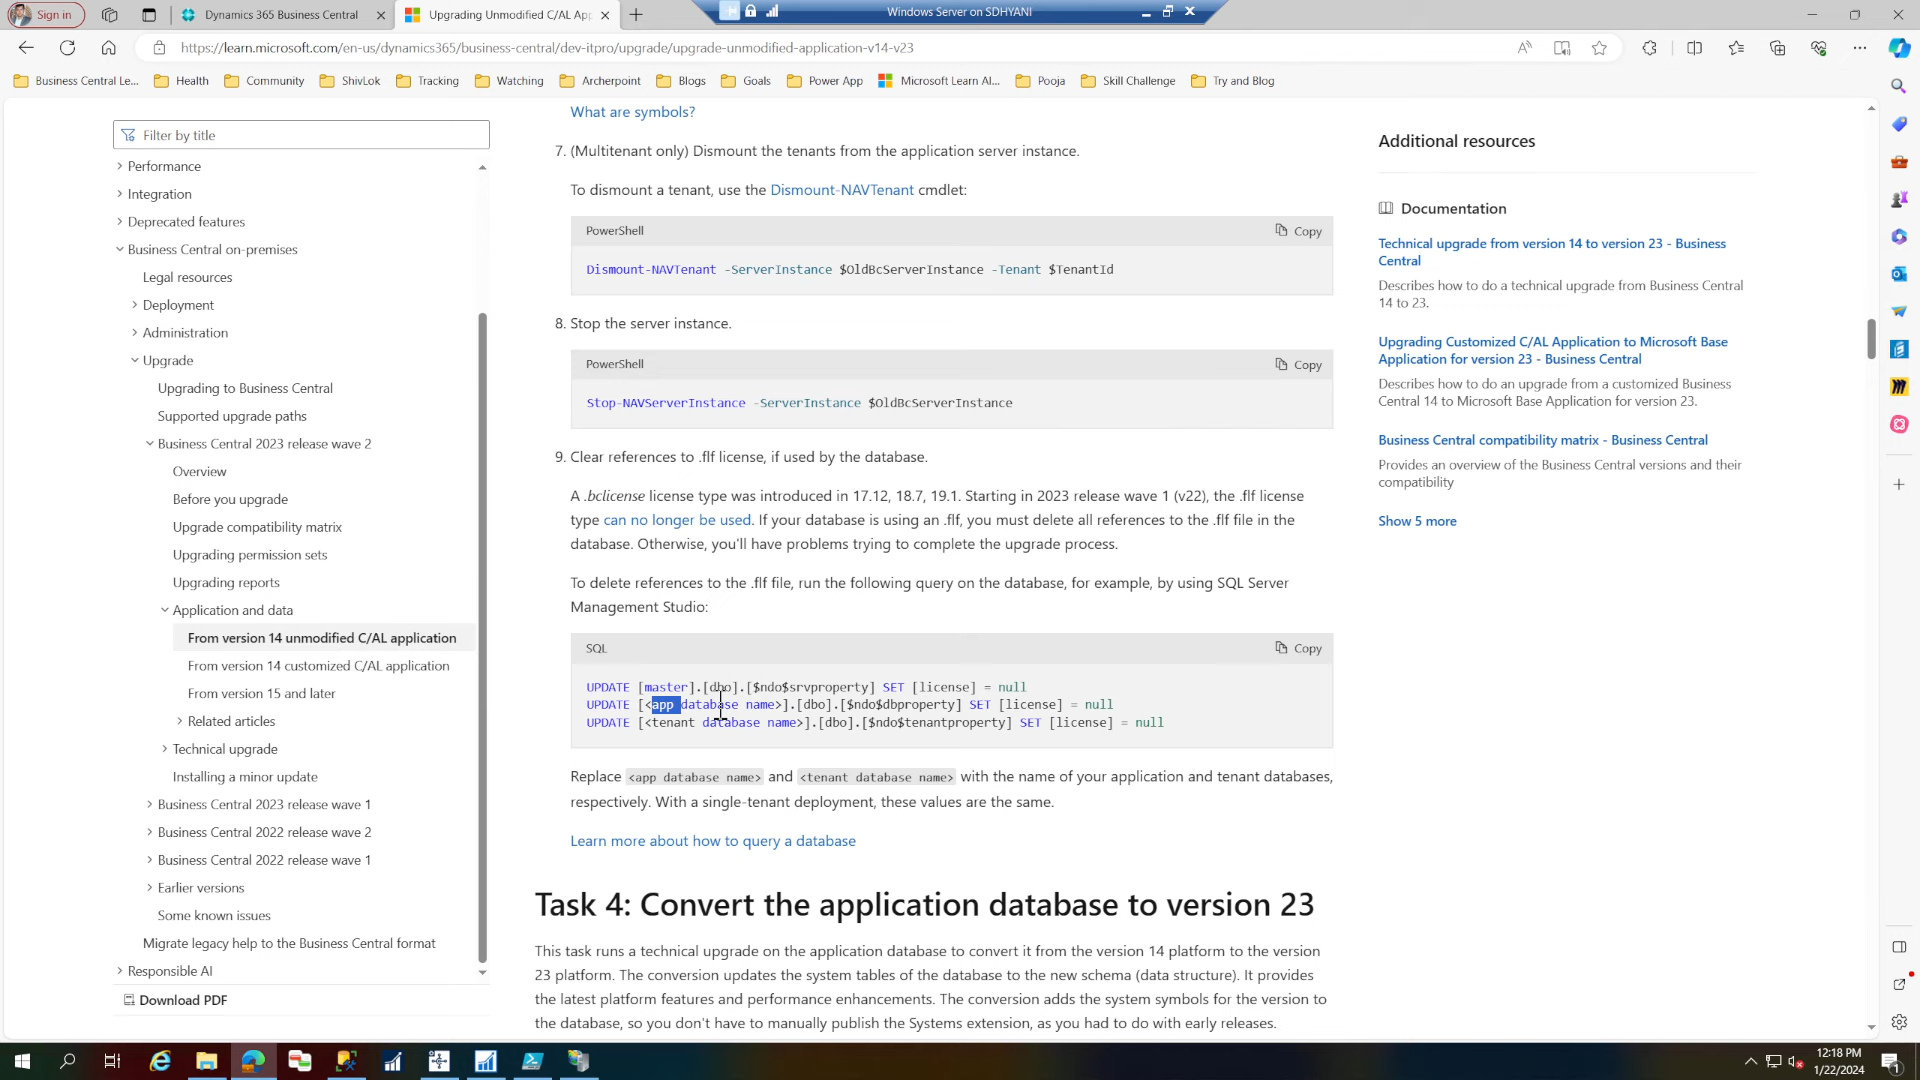 Sign in
Dynamics 365 Business Central
Upgrading Unmodified C/AL App
Windows Server on SDHYANI
https://learn.microsoft.com/en-us/dynamics365/business-central/dev-itpro/upgrade/upgrade-unmodified-application-v14-v23
Business Central Le...
Health
Community
ShivLok
Tracking
Watching
Archerpoint
Blogs
Goals
Power App
Microsoft Learn AI...
Pooja
Skill Challenge
Try and Blog
Filter by title
Performance
Integration
Deprecated features
Business Central on-premises
Legal resources
Deployment
Administration
Upgrade
Upgrading to Business Central
Supported upgrade paths
Business Central 2023 release wave 2
Overview
Before you upgrade
Upgrade compatibility matrix
Upgrading permission sets
Upgrading reports
Application and data
From version 14 unmodified C/AL application
From version 14 customized C/AL application
From version 15 and later
Related articles
Technical upgrade
Installing a minor update
Business Central 2023 release wave 1
Business Central 2022 release wave 2
Business Central 2022 release wave 1
Earlier versions
Some known issues
Migrate legacy help to the Business Central format
Responsible AI
Download PDF
What are symbols?
7. (Multitenant only) Dismount the tenants from the application server instance.
To dismount a tenant, use the Dismount-NAVTenant cmdlet:
PowerShell
Copy
Dismount-NAVTenant -ServerInstance $OldBcServerInstance -Tenant $TenantId
8. Stop the server instance.
PowerShell
Copy
Stop-NAVServerInstance -ServerInstance $OldBcServerInstance
9. Clear references to .flf license, if used by the database.
A .bclicense license type was introduced in 17.12, 18.7, 19.1. Starting in 2023 release wave 1 (v22), the .flf license
type can no longer be used. If your database is using an .flf, you must delete all references to the .flf file in the
database. Otherwise, you'll have problems trying to complete the upgrade process.
To delete references to the .flf file, run the following query on the database, for example, by using SQL Server
Management Studio:
SQL
Copy
UPDATE [master].[dbo].[$ndo$srvproperty] SET [license] = null
UPDATE [<app database name>].[dbo].[$ndo$dbproperty] SET [license] = null
UPDATE [<tenant database name>].[dbo].[$ndo$tenantproperty] SET [license] = null
Replace <app database name> and <tenant database name> with the name of your application and tenant databases,
respectively. With a single-tenant deployment, these values are the same.
Learn more about how to query a database
Task 4: Convert the application database to version 23
This task runs a technical upgrade on the application database to convert it from the version 14 platform to the version
23 platform. The conversion updates the system tables of the database to the new schema (data structure). It provides
the latest platform features and performance enhancements. The conversion adds the system symbols for the version to
the database, so you don't have to manually publish the Systems extension, as you had to do with early releases.
Additional resources
Documentation
Technical upgrade from version 14 to version 23 - Business
Central
Describes how to do a technical upgrade from Business Central
14 to 23.
Upgrading Customized C/AL Application to Microsoft Base
Application for version 23 - Business Central
Describes how to do an upgrade from a customized Business
Central 14 to Microsoft Base Application for version 23.
Business Central compatibility matrix - Business Central
Provides an overview of the Business Central versions and their
compatibility
Show 5 more
12:18 PM
1/22/2024
1